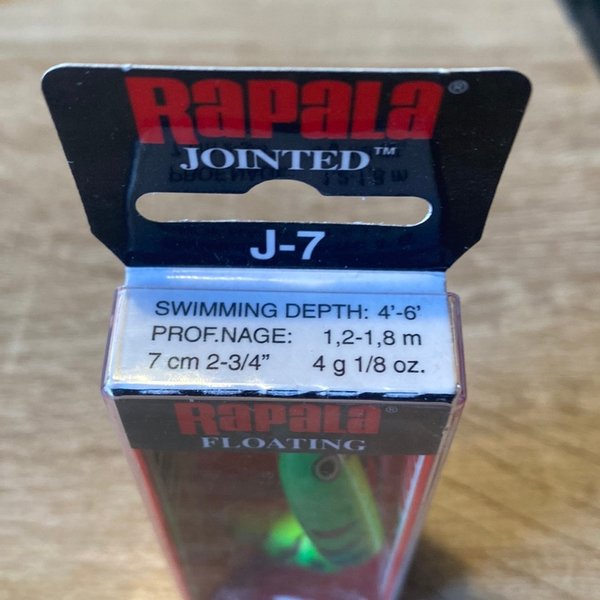 RAPALA®
JOINTED™
J-7
SWIMMING DEPTH: 4'-6'
PROF.NAGE: 1,2-1,8 m
7 cm 2-3/4" 4 g 1/8 oz.
RAPALA®
FLOATING